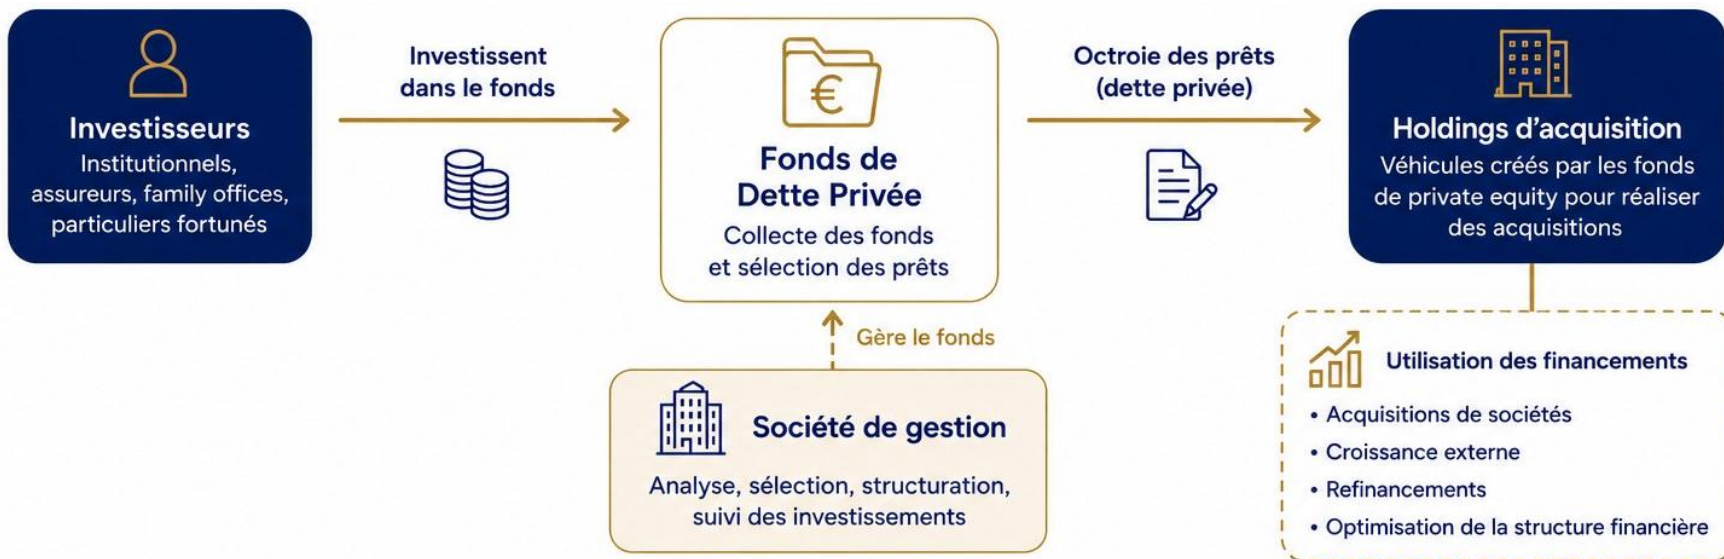 Investisseurs
Institutionnels,
assureurs, family offices,
particuliers fortunés
Investissent
dans le fonds
€
Fonds de
Dette Privée
Collecte des fonds
et sélection des prêts
Octroie des prêts
(dette privée)
Holdings d’acquisition
Véhicules créés par les fonds
de private equity pour réaliser
des acquisitions
Gère le fonds
Société de gestion
Analyse, sélection, structuration,
suivi des investissements
Utilisation des financements
• Acquisitions de sociétés
• Croissance externe
• Refinancements
• Optimisation de la structure financière